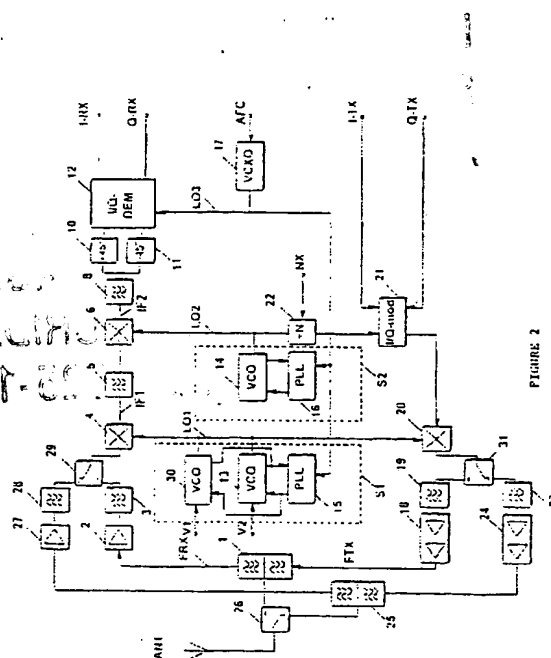 I-RX
Q-RX
12
I/Q-
DEM
10
-45°
45°
11
8
IF2
6
5
IF1
4
29
28
3
27
2
LO3
AFC
17
VCXO
LO2
NX
22
÷N
14
VCO
PLL
16
S2
LO1
30
VCO
13
VCO
PLL
15
S1
V1
V2
FRX
1
FTX
26
25
ANT
I-TX
Q-TX
21
I/Q-mod
20
31
19
18
24
FIGURE 2